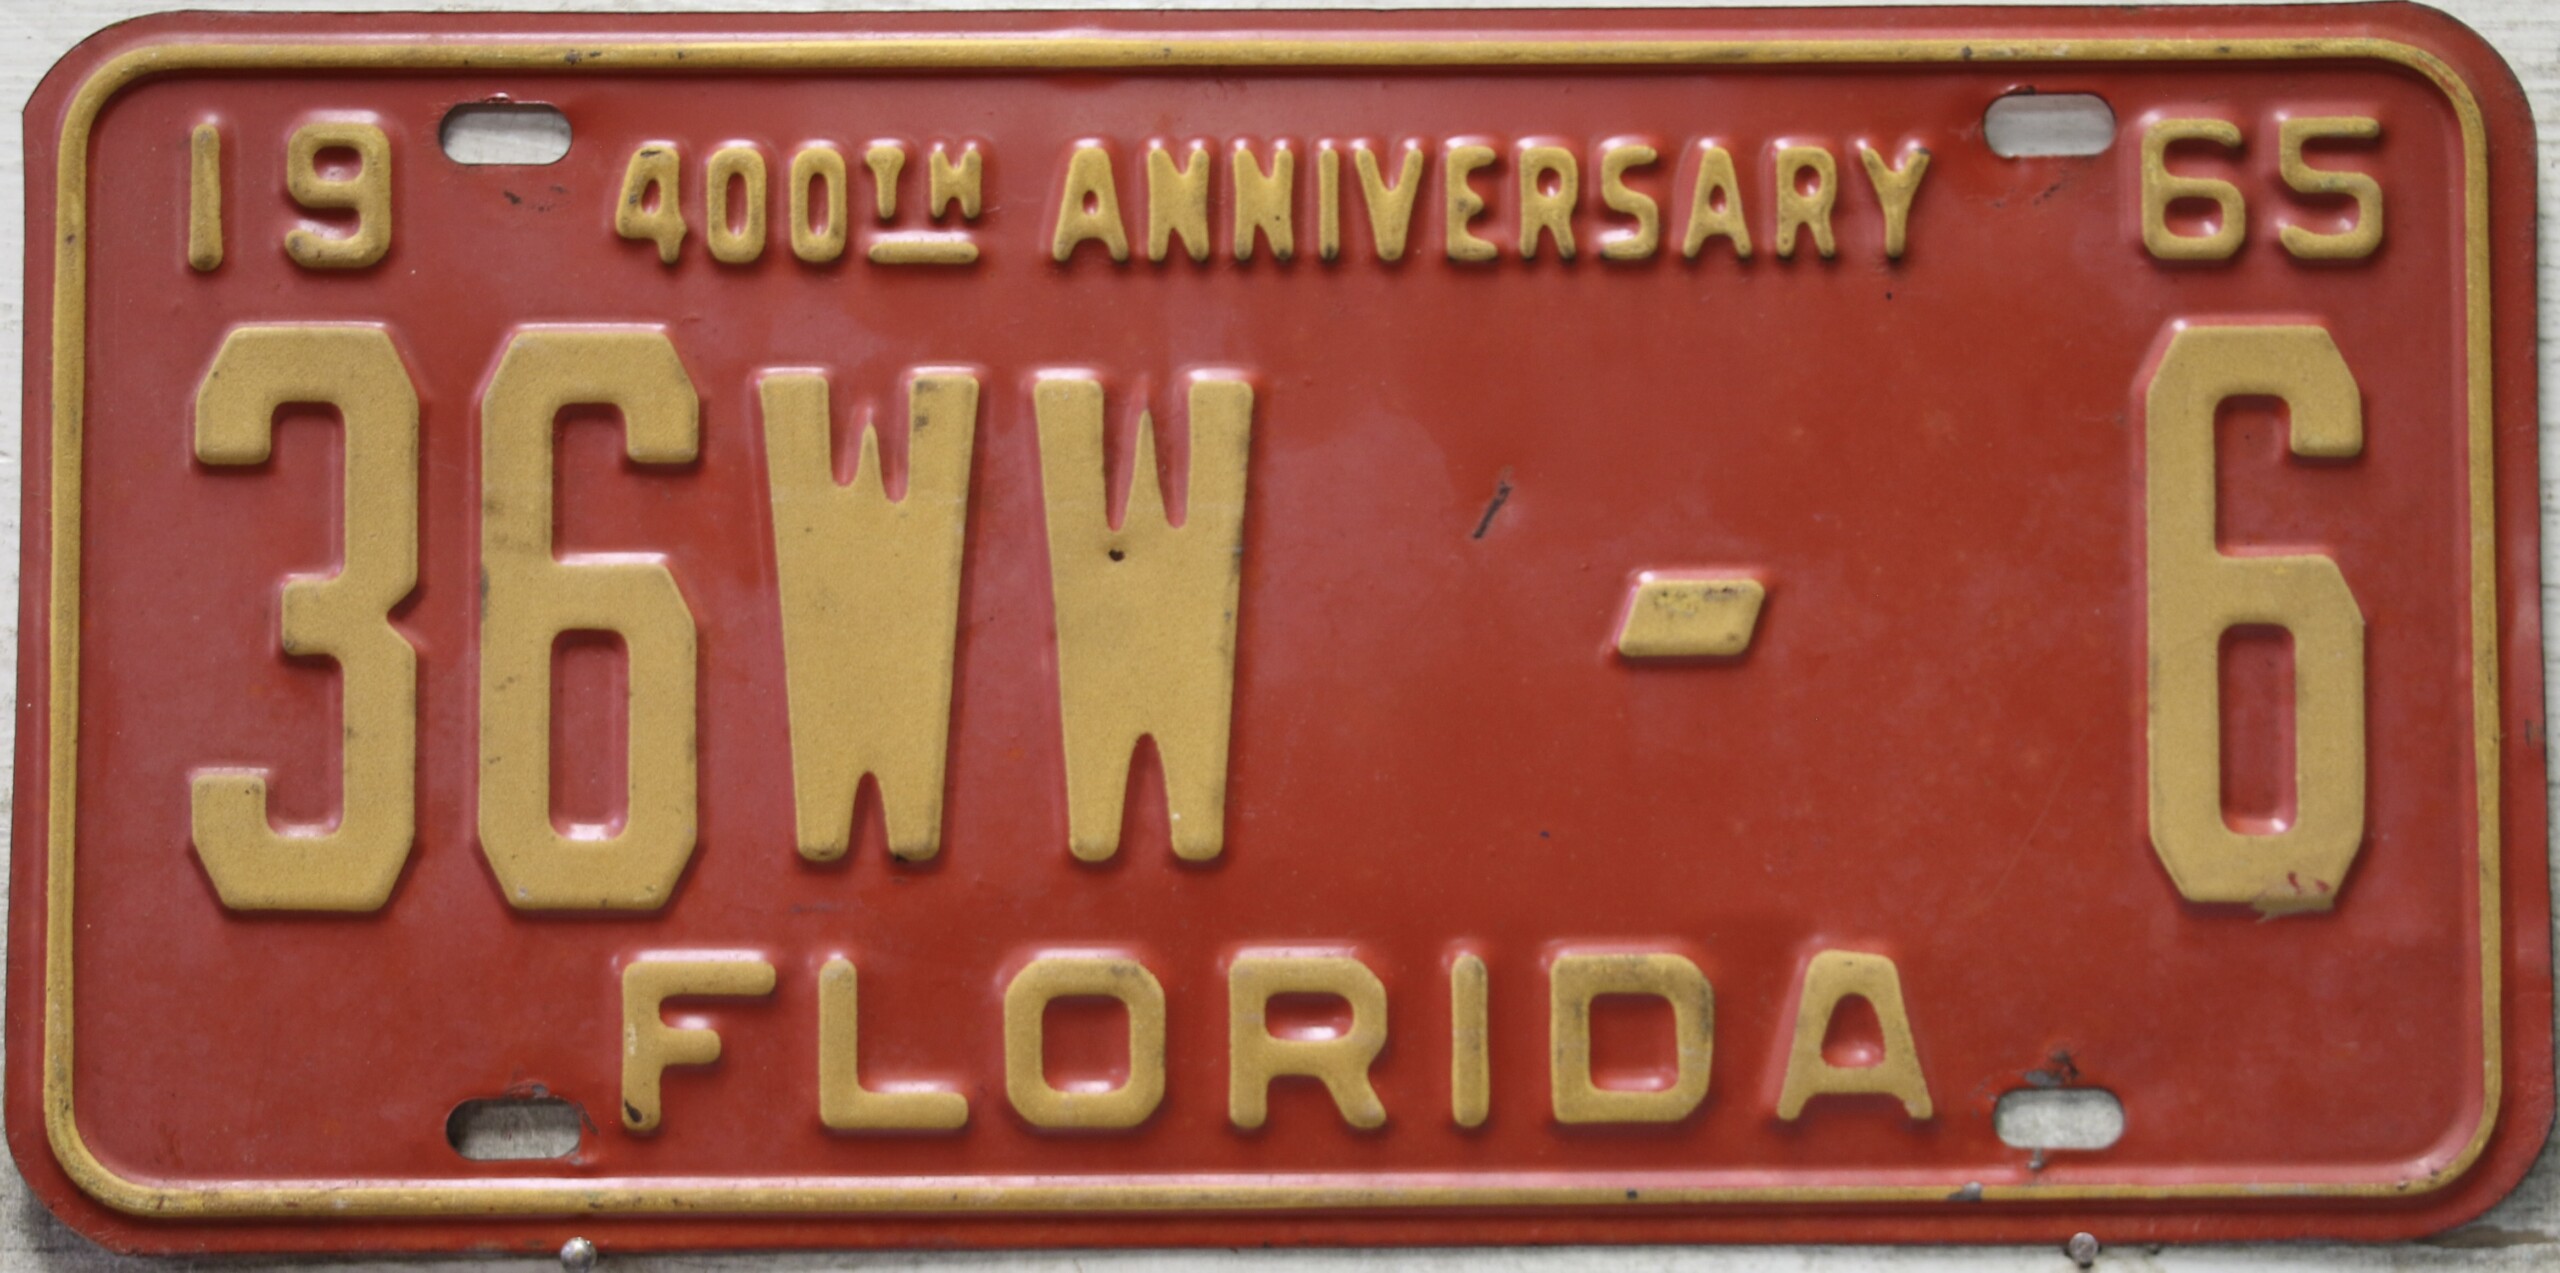 19 400TH ANNIVERSARY 65
36WW - 6
FLORIDA